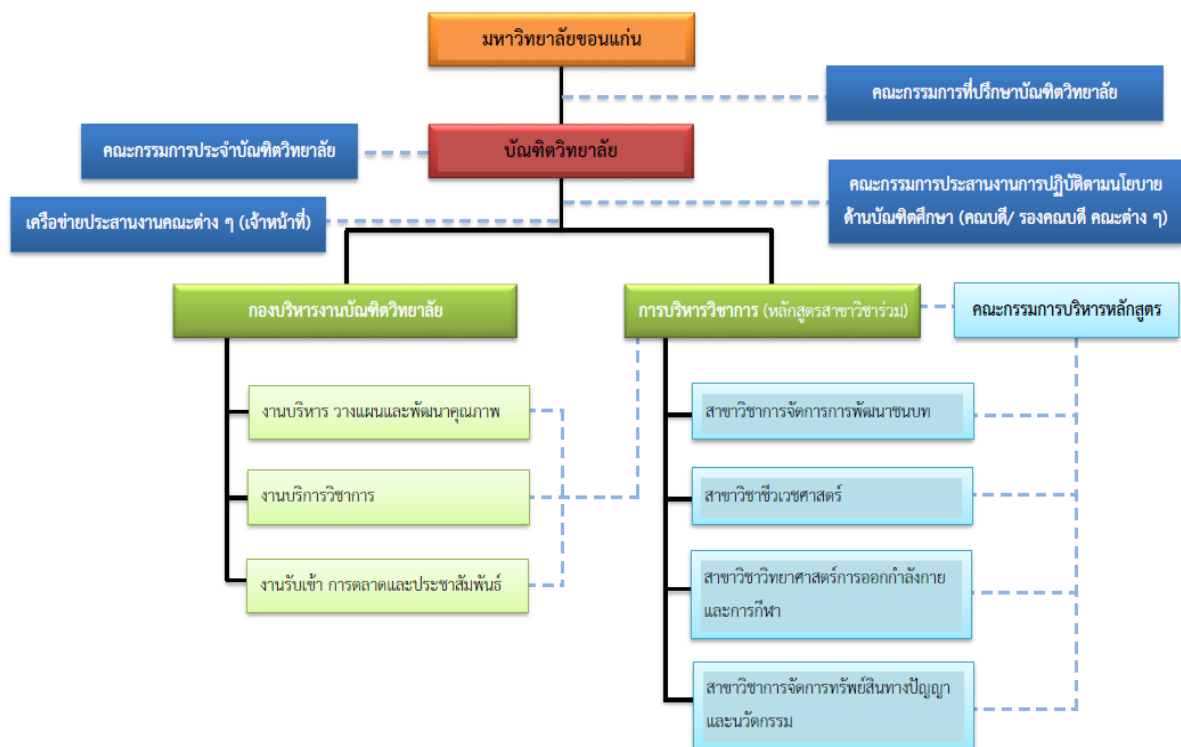 มหาวิทยาลัยขอนแก่น
คณะกรรมการที่ปรึกษาบัณฑิตวิทยาลัย
คณะกรรมการประจำบัณฑิตวิทยาลัย
บัณฑิตวิทยาลัย
คณะกรรมการประสานงานการปฏิบัติตามนโยบาย
ด้านบัณฑิตศึกษา (คณบดี/ รองคณบดี คณะต่าง ๆ)
เครือข่ายประสานงานคณะต่าง ๆ (เจ้าหน้าที่)
กองบริหารงานบัณฑิตวิทยาลัย
การบริหารวิชาการ (หลักสูตรสาขาวิชาร่วม)
คณะกรรมการบริหารหลักสูตร
งานบริหาร วางแผนและพัฒนาคุณภาพ
งานบริการวิชาการ
งานรับเข้า การตลาดและประชาสัมพันธ์
สาขาวิชาการจัดการการพัฒนาชนบท
สาขาวิชาชีวเวชศาสตร์
สาขาวิชาวิทยาศาสตร์การออกกำลังกาย
และการกีฬา
สาขาวิชาการจัดการทรัพย์สินทางปัญญา
และนวัตกรรม